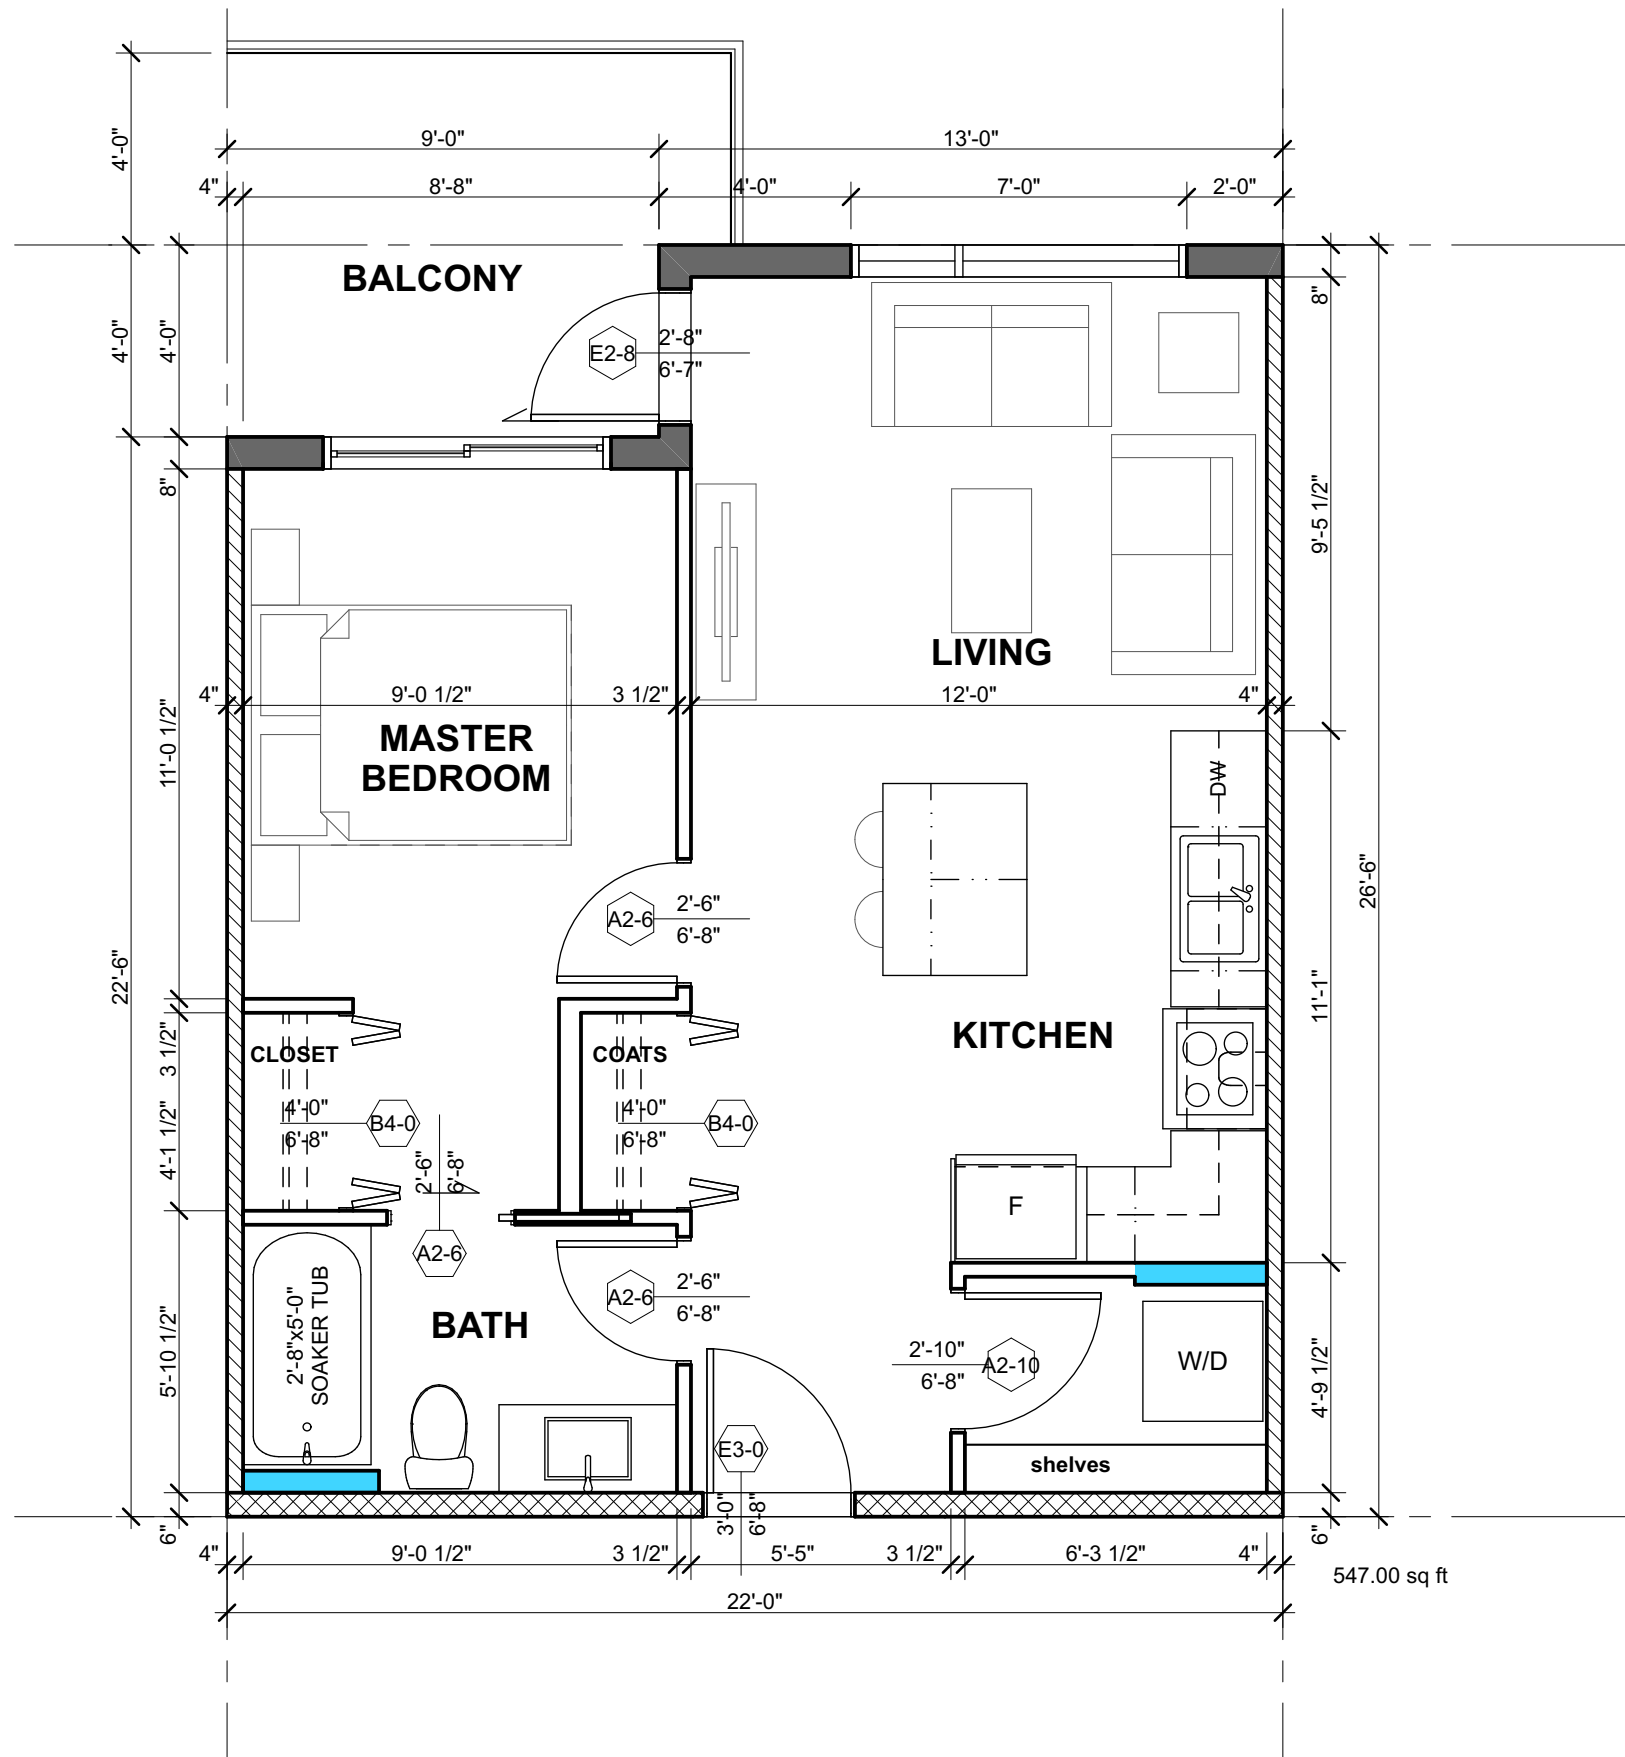 9'-0"
13'-0"
4'-0"
4"
8'-8"
4'-0"
7'-0"
2'-0"
BALCONY
8"
4'-0"
4'-0"
E2-8
2'-8"
6'-7"
8"
9'-5 1/2"
LIVING
4"
9'-0 1/2"
3 1/2"
12'-0"
4"
MASTER
BEDROOM
11'-0 1/2"
DW
A2-6
2'-6"
6'-8"
26'-6"
22'-6"
11'-1"
KITCHEN
CLOSET
COATS
3 1/2"
4'-0"
6'-8"
B4-0
4'-0"
6'-8"
B4-0
4'-1 1/2"
2'-6"
6'-8"
F
A2-6
A2-6
2'-6"
6'-8"
BATH
2'-8"x5'-0"
SOAKER TUB
5'-10 1/2"
2'-10"
6'-8"
A2-10
W/D
4'-9 1/2"
E3-0
shelves
3'-0"
6'-8"
6"
6"
4"
9'-0 1/2"
3 1/2"
5'-5"
3 1/2"
6'-3 1/2"
4"
547.00 sq ft
22'-0"